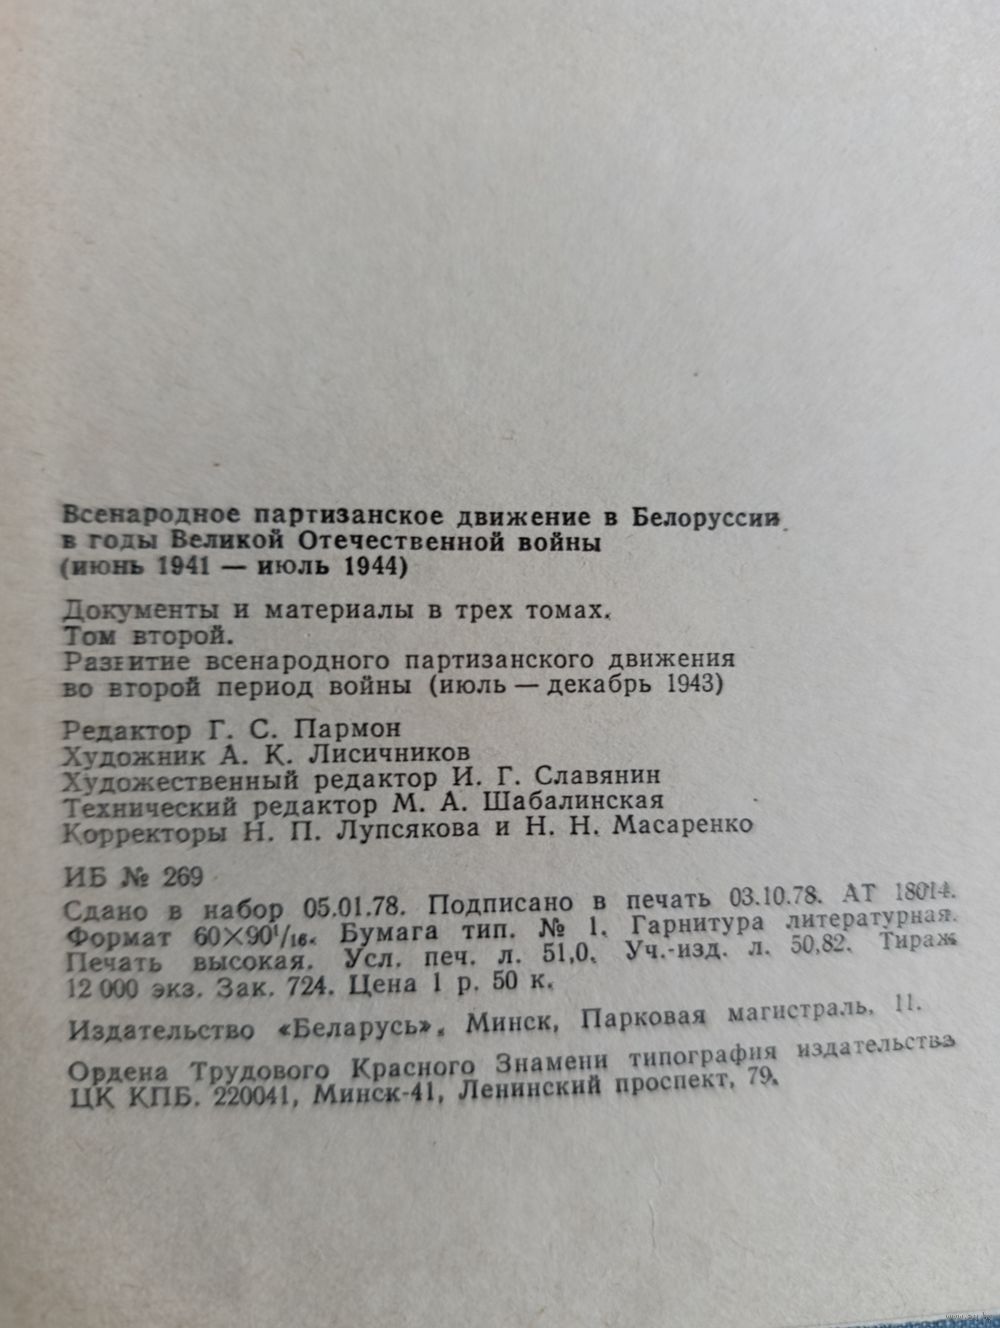 Всенародное партизанское движение в Белоруссии
в годы Великой Отечественной войны
(июнь 1941 — июль 1944)
Документы и материалы в трех томах.
Том второй.
Развитие всенародного партизанского движения
во второй период войны (июль — декабрь 1943)
Редактор Г. С. Пармон
Художник А. К. Лисичников
Художественный редактор И. Г. Славянин
Технический редактор М. А. Шабалинская
Корректоры Н. П. Лупсякова и Н. Н. Масаренко
ИБ № 269
Сдано в набор 05.01.78. Подписано в печать 03.10.78. АТ 18014.
Формат 60×90¹/₁₆. Бумага тип. № 1. Гарнитура литературная.
Печать высокая. Усл. печ. л. 51,0. Уч.-изд. л. 50,82. Тираж
12 000 экз. Зак. 724. Цена 1 р. 50 к.
Издательство «Беларусь», Минск, Парковая магистраль, 11.
Ордена Трудового Красного Знамени типография издательства
ЦК КПБ. 220041, Минск-41, Ленинский проспект, 79.